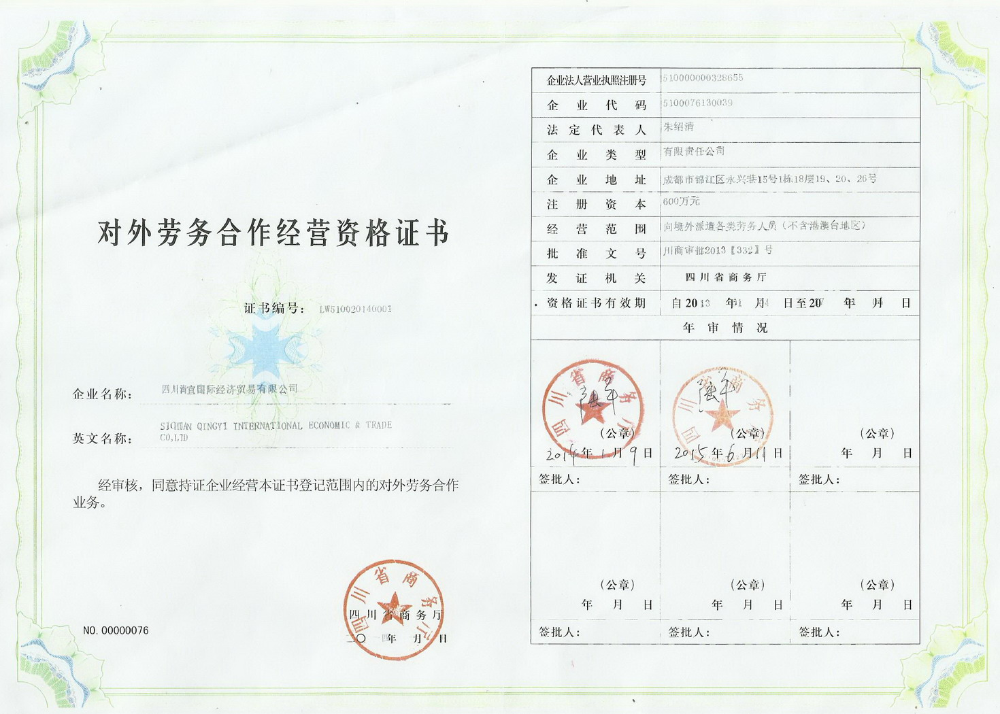 对外劳务合作经营资格证书
证书编号： LW510020140001
企业名称： 四川省宜国际经济贸易有限公司
英文名称： SICHUAN QINGYI INTERNATIONAL ECONOMIC & TRADE
CO,LTD
经审核，同意持证企业经营本证书登记范围内的对外劳务合作
业务。
四川省商务厅
四川省商务厅
二〇一四年 月 日
NO.00000076
企业法人营业执照注册号 510000000328655
企业代码 5100076130039
法定代表人 朱绍清
企业类型 有限责任公司
企业地址 成都市锦江区永兴巷15号1栋18层19、20、26号
注册资本 600万元
经营范围 向境外派遣各类劳务人员（不含港澳台地区）
批准文号 川商审批2013【332】号
发证机关 四川省商务厅
资格证书有效期 自2013 年 月 日至20 年 月 日
年审情况
四川省商务厅
（公章）
2014年1月9日
签批人：
四川省商务厅
（公章）
2015年6月11日
签批人：
（公章）
年 月 日
签批人：
（公章）
年 月 日
签批人：
（公章）
年 月 日
签批人：
（公章）
年 月 日
签批人：